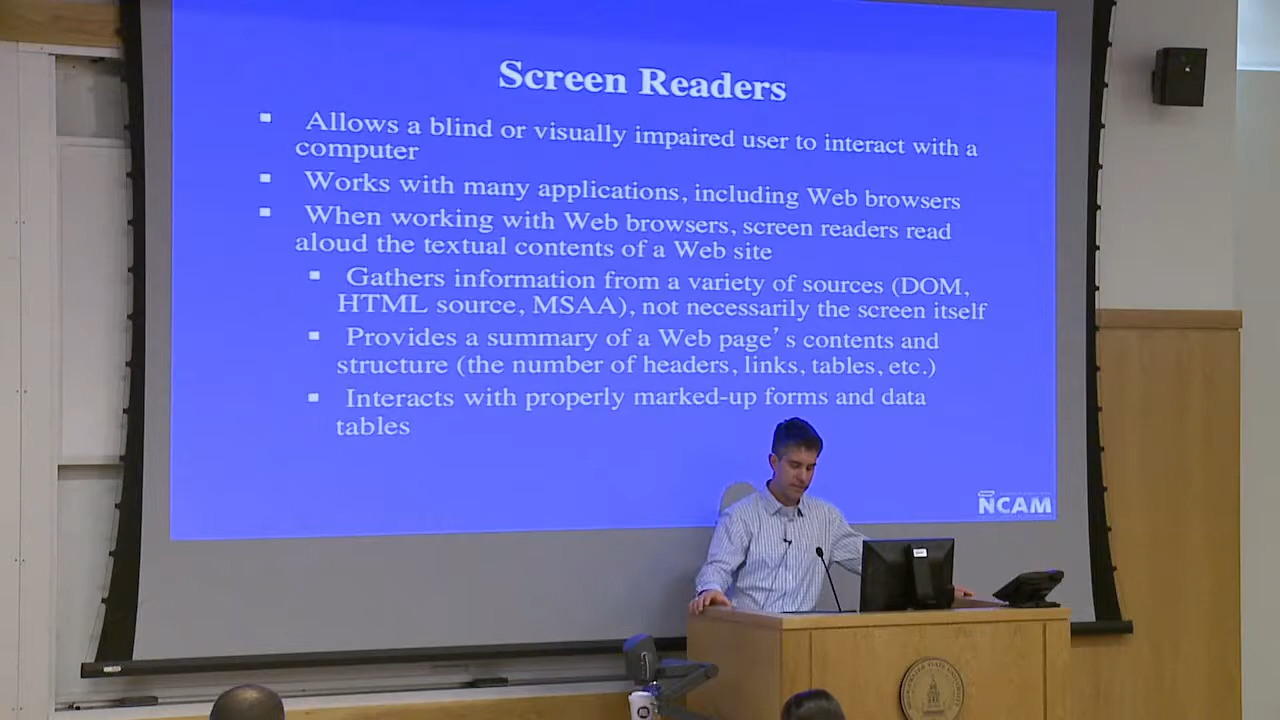 Screen Readers
▪ Allows a blind or visually impaired user to interact with a
computer
▪ Works with many applications, including Web browsers
▪ When working with Web browsers, screen readers read
aloud the textual contents of a Web site
▪ Gathers information from a variety of sources (DOM,
HTML source, MSAA), not necessarily the screen itself
▪ Provides a summary of a Web page’s contents and
structure (the number of headers, links, tables, etc.)
▪ Interacts with properly marked-up forms and data
tables
NCAM